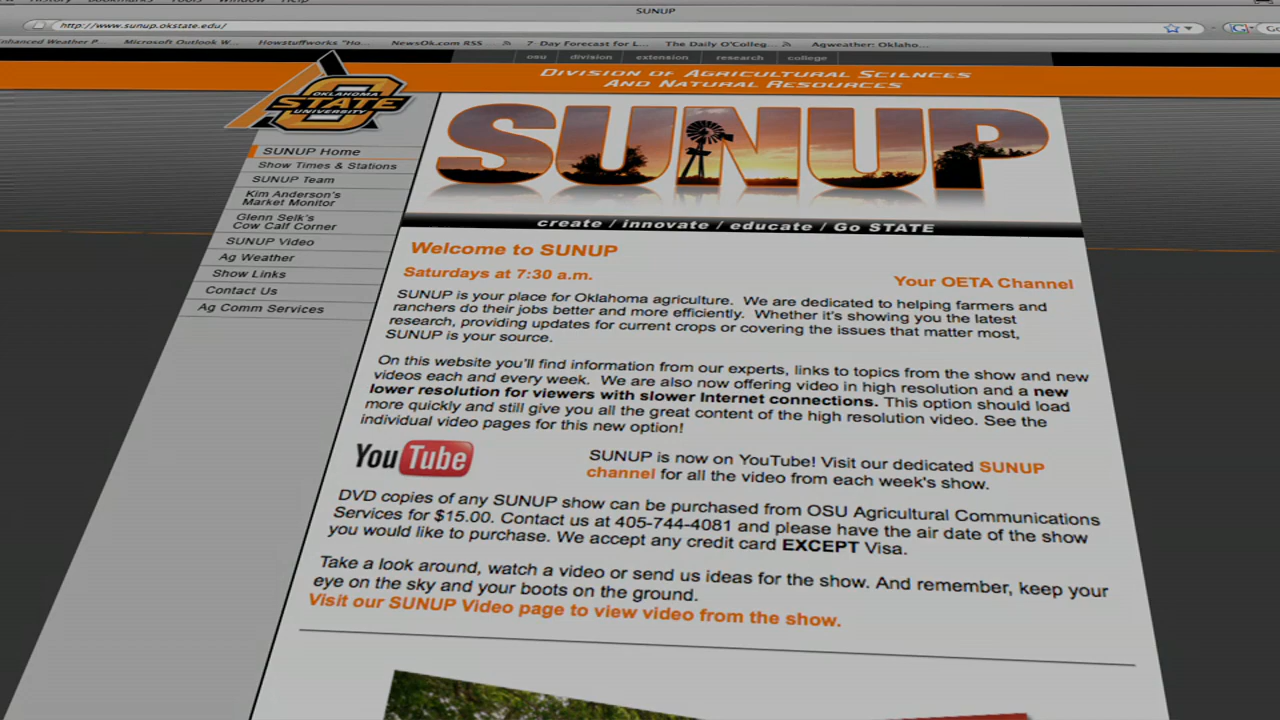 History Bookmarks Tools Window Help
SUNUP
http://www.sunup.okstate.edu/
Enhanced Weather P... Microsoft Outlook W... Howstuffworks "Ho... NewsOk.com RSS 7-Day Forecast for L... The Daily O'Colleg... Agweather: Oklaho...
osu division extension research college
DIVISION OF AGRICULTURAL SCIENCES
AND NATURAL RESOURCES
OKLAHOMA
STATE
UNIVERSITY
SUNUP
create / innovate / educate / Go STATE
SUNUP Home
Show Times & Stations
SUNUP Team
Kim Anderson's
Market Monitor
Glenn Selk's
Cow Calf Corner
SUNUP Video
Ag Weather
Show Links
Contact Us
Ag Comm Services
Welcome to SUNUP
Saturdays at 7:30 a.m. Your OETA Channel
SUNUP is your place for Oklahoma agriculture. We are dedicated to helping farmers and
ranchers do their jobs better and more efficiently. Whether it's showing you the latest
research, providing updates for current crops or covering the issues that matter most,
SUNUP is your source.
On this website you'll find information from our experts, links to topics from the show and new
videos each and every week. We are also now offering video in high resolution and a new
lower resolution for viewers with slower Internet connections. This option should load
more quickly and still give you all the great content of the high resolution video. See the
individual video pages for this new option!
YouTube
SUNUP is now on YouTube! Visit our dedicated SUNUP
channel for all the video from each week's show.
DVD copies of any SUNUP show can be purchased from OSU Agricultural Communications
Services for $15.00. Contact us at 405-744-4081 and please have the air date of the show
you would like to purchase. We accept any credit card EXCEPT Visa.
Take a look around, watch a video or send us ideas for the show. And remember, keep your
eye on the sky and your boots on the ground.
Visit our SUNUP Video page to view video from the show.